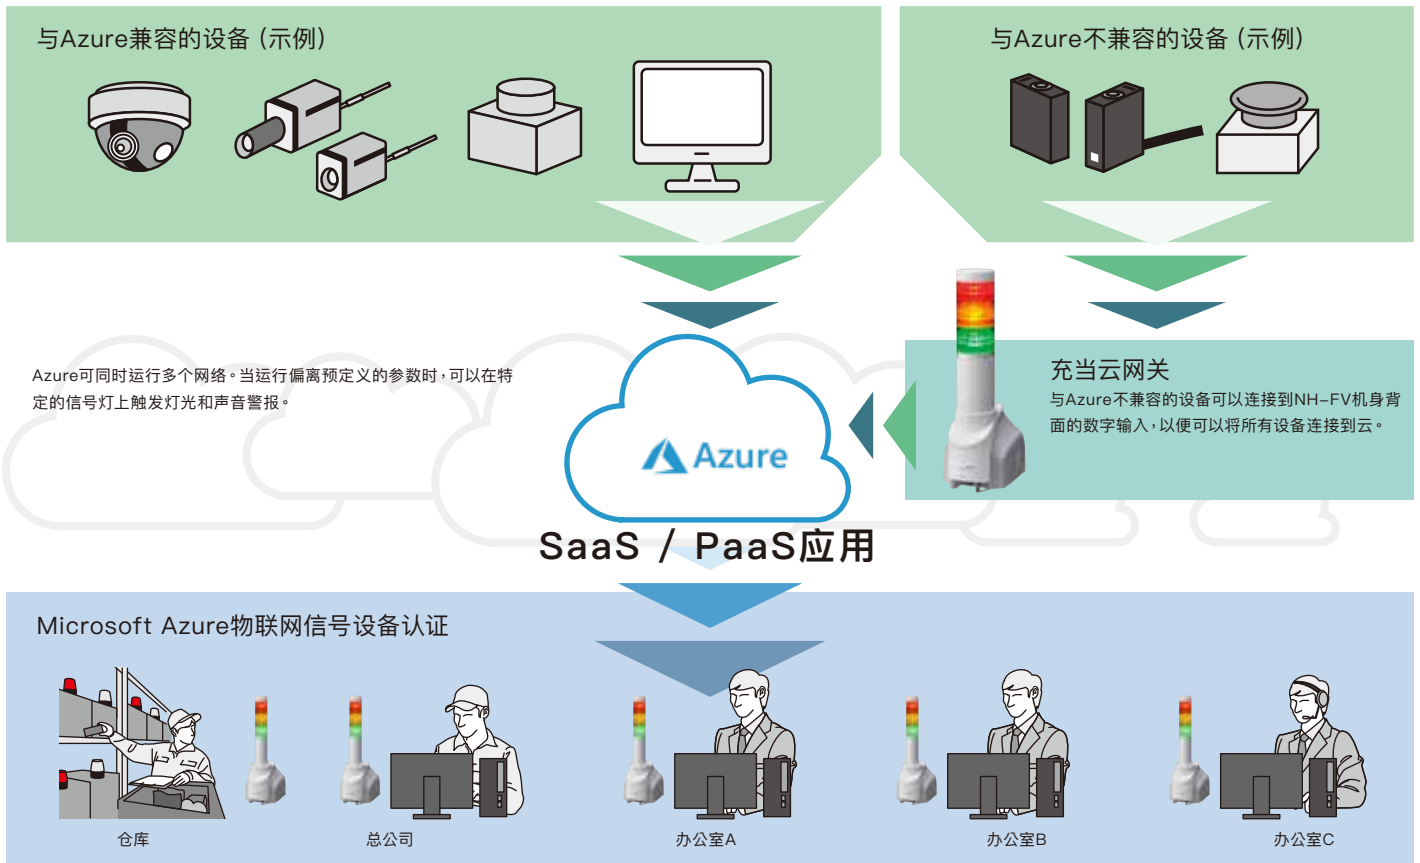 与Azure兼容的设备（示例）
与Azure不兼容的设备（示例）
Azure可同时运行多个网络。当运行偏离预定义的参数时，可以在特
定的信号灯上触发灯光和声音警报。
充当云网关
与Azure不兼容的设备可以连接到NH-FV机身背
面的数字输入，以便可以将所有设备连接到云。
Azure
SaaS / PaaS应用
Microsoft Azure物联网信号设备认证
仓库
总公司
办公室A
办公室B
办公室C